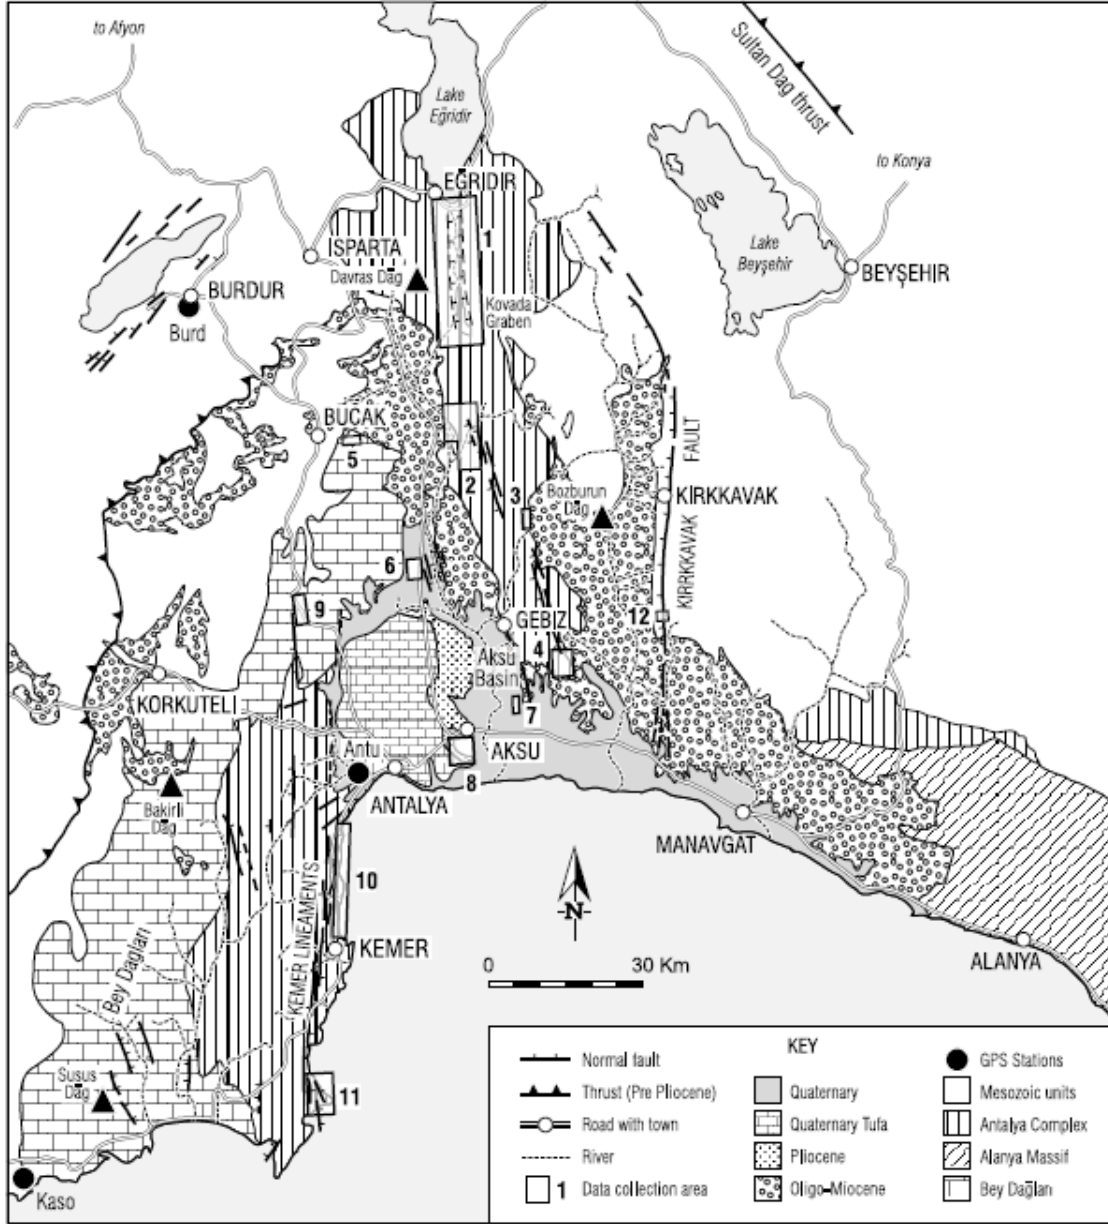 to Afyon
Lake
Eğridir
Sultan Dag thrust
to Konya
EĞRIDIR
ISPARTA
Davras Dağ
1
Kovada
Graben
Lake
Beyşehir
BEYŞEHIR
BURDUR
Burd
BUCAK
5
2
3
Bozburun
Dağ
KIRKKAVAK
KIRRKKAVAK FAULT
6
9
GEBIZ
12
Aksu
Basin
4
7
KORKUTELI
Antu
AKSU
8
ANTALYA
Bakirli
Dağ
MANAVGAT
10
KEMER LINEAMENTS
KEMER
N
ALANYA
Bey Dagları
0 30 Km
Susus
Dağ
11
Kaso
KEY
Normal fault
Thrust (Pre Pliocene)
Road with town
River
1 Data collection area
Quaternary
Quaternary Tufa
Pliocene
Oligo-Miocene
GPS Stations
Mesozoic units
Antalya Complex
Alanya Massif
Bey Dağları